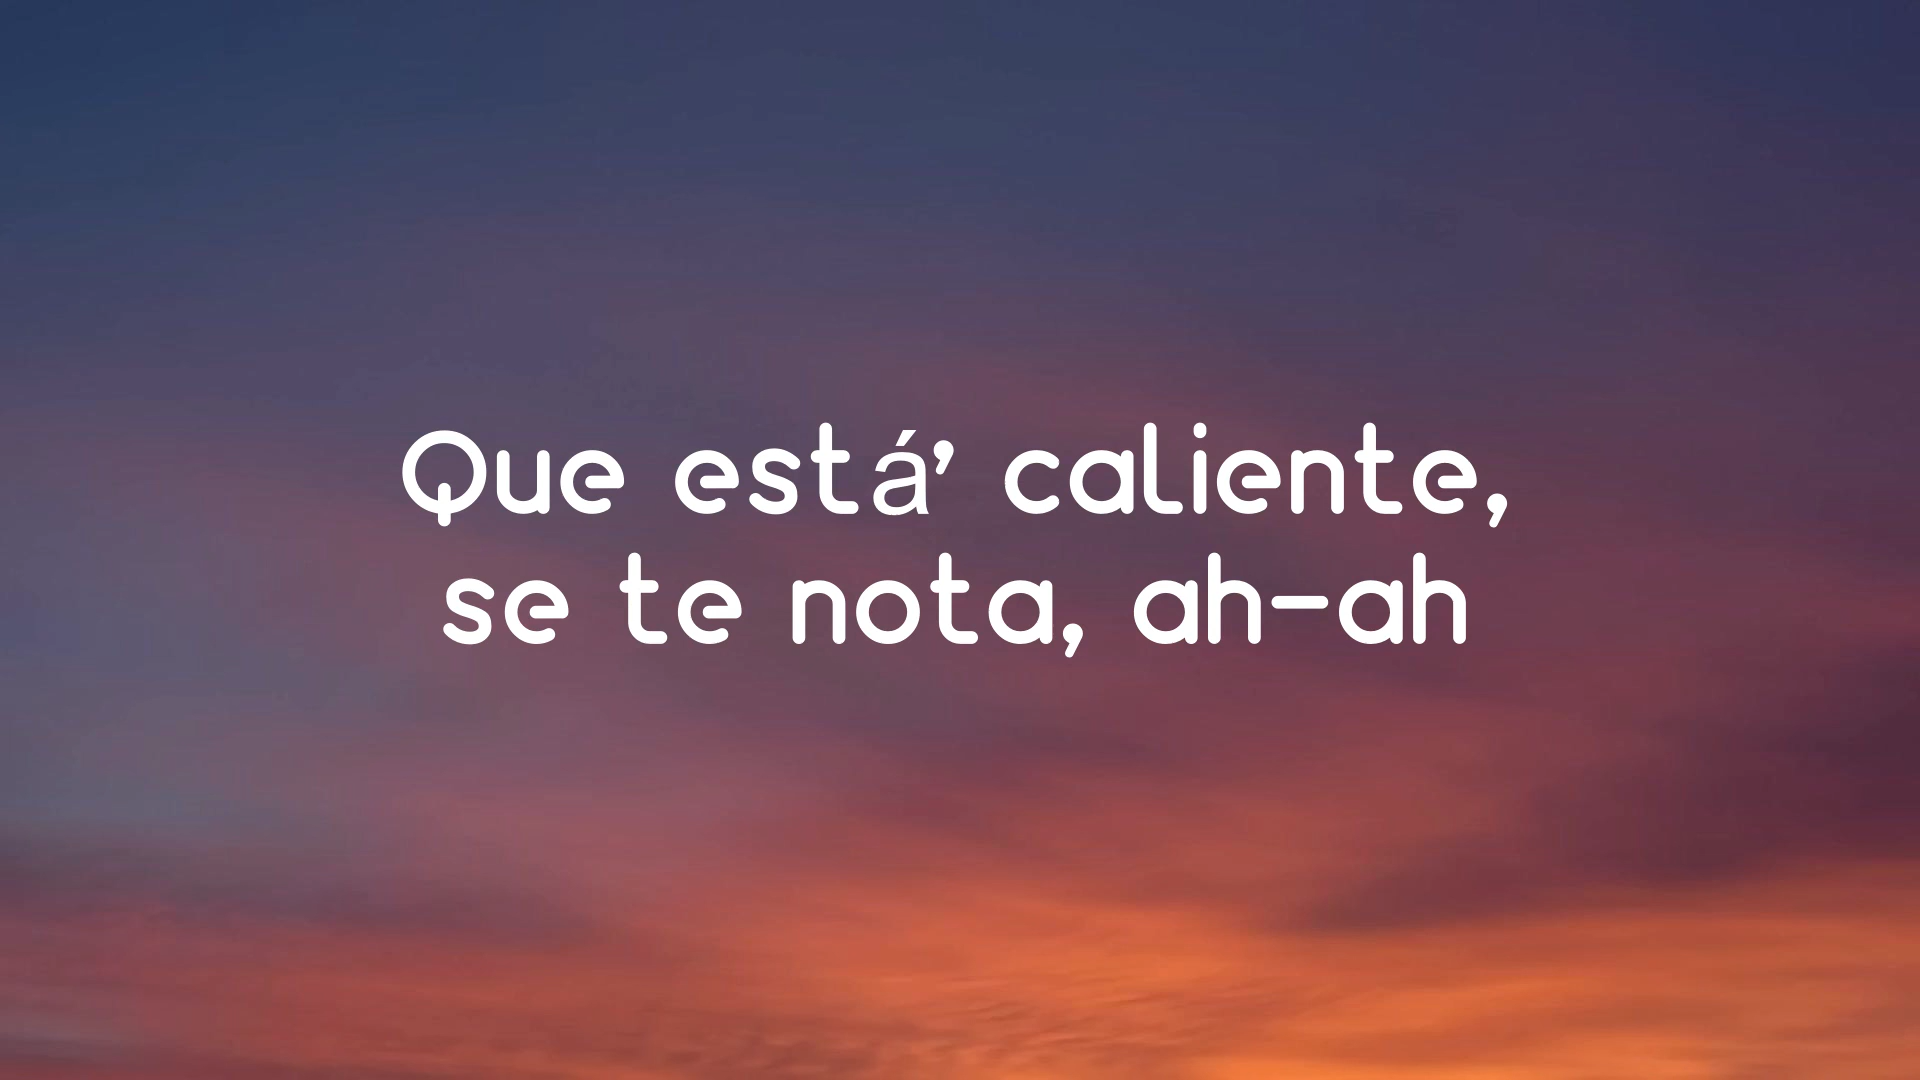 Que está’ caliente,
se te nota, ah-ah